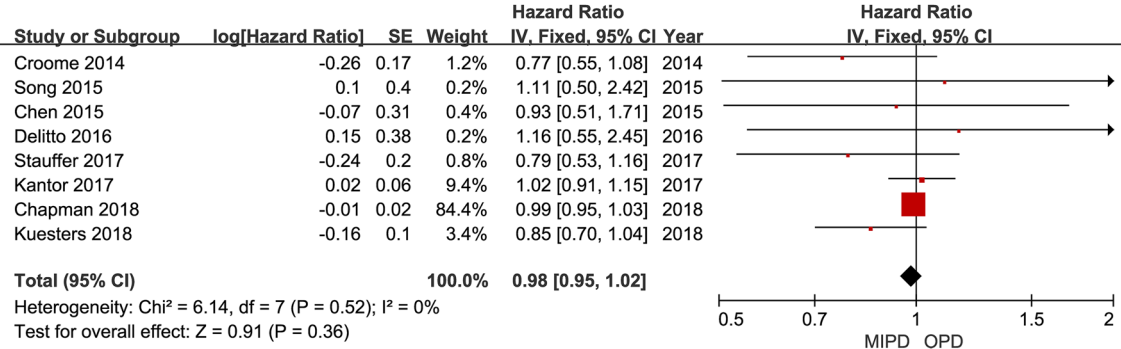 Hazard Ratio Hazard Ratio
Study or Subgroup log[Hazard Ratio] SE Weight IV, Fixed, 95% CI Year IV, Fixed, 95% CI
Croome 2014 -0.26 0.17 1.2% 0.77 [0.55, 1.08] 2014
Song 2015 0.1 0.4 0.2% 1.11 [0.50, 2.42] 2015
Chen 2015 -0.07 0.31 0.4% 0.93 [0.51, 1.71] 2015
Delitto 2016 0.15 0.38 0.2% 1.16 [0.55, 2.45] 2016
Stauffer 2017 -0.24 0.2 0.8% 0.79 [0.53, 1.16] 2017
Kantor 2017 0.02 0.06 9.4% 1.02 [0.91, 1.15] 2017
Chapman 2018 -0.01 0.02 84.4% 0.99 [0.95, 1.03] 2018
Kuesters 2018 -0.16 0.1 3.4% 0.85 [0.70, 1.04] 2018
Total (95% CI) 100.0% 0.98 [0.95, 1.02]
Heterogeneity: Chi² = 6.14, df = 7 (P = 0.52); I² = 0%
Test for overall effect: Z = 0.91 (P = 0.36)
0.5 0.7 1 1.5 2
MIPD OPD